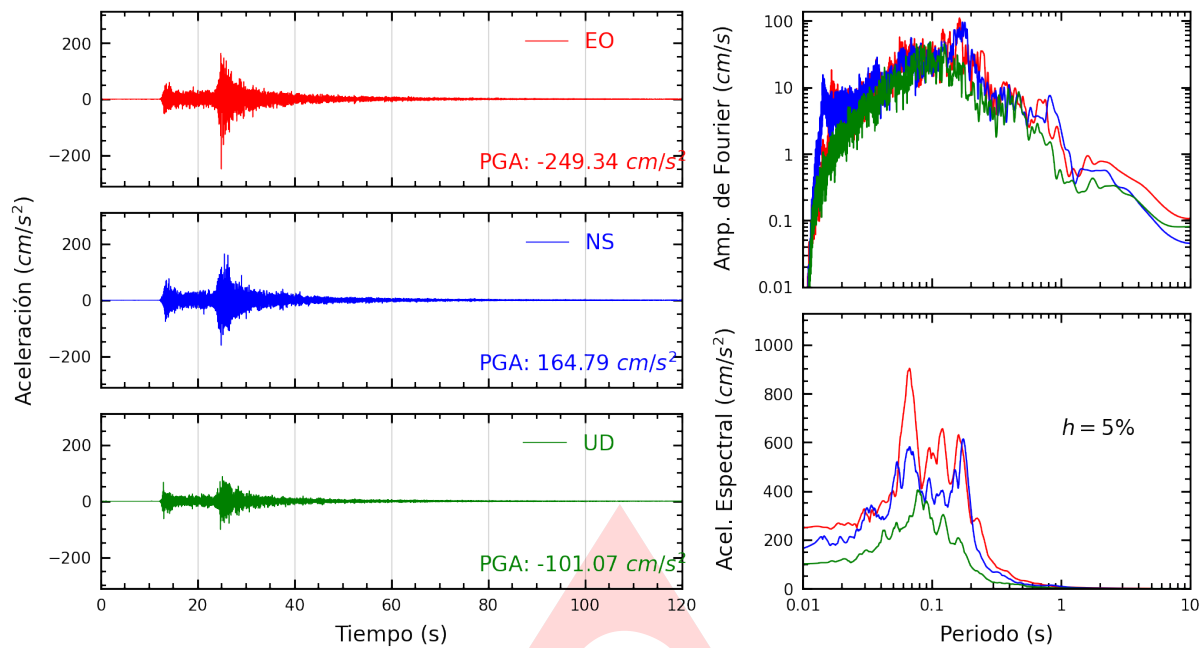 Aceleración (cm/s²)
200
0
−200
EO
PGA: -249.34 cm/s²
200
0
−200
NS
PGA: 164.79 cm/s²
200
0
−200
UD
PGA: -101.07 cm/s²
0 20 40 60 80 100 120
Tiempo (s)
Amp. de Fourier (cm/s)
100
10
1
0.1
0.01
Acel. Espectral (cm/s²)
1000
800
600
400
200
0
h = 5%
0.01 0.1 1 10
Periodo (s)